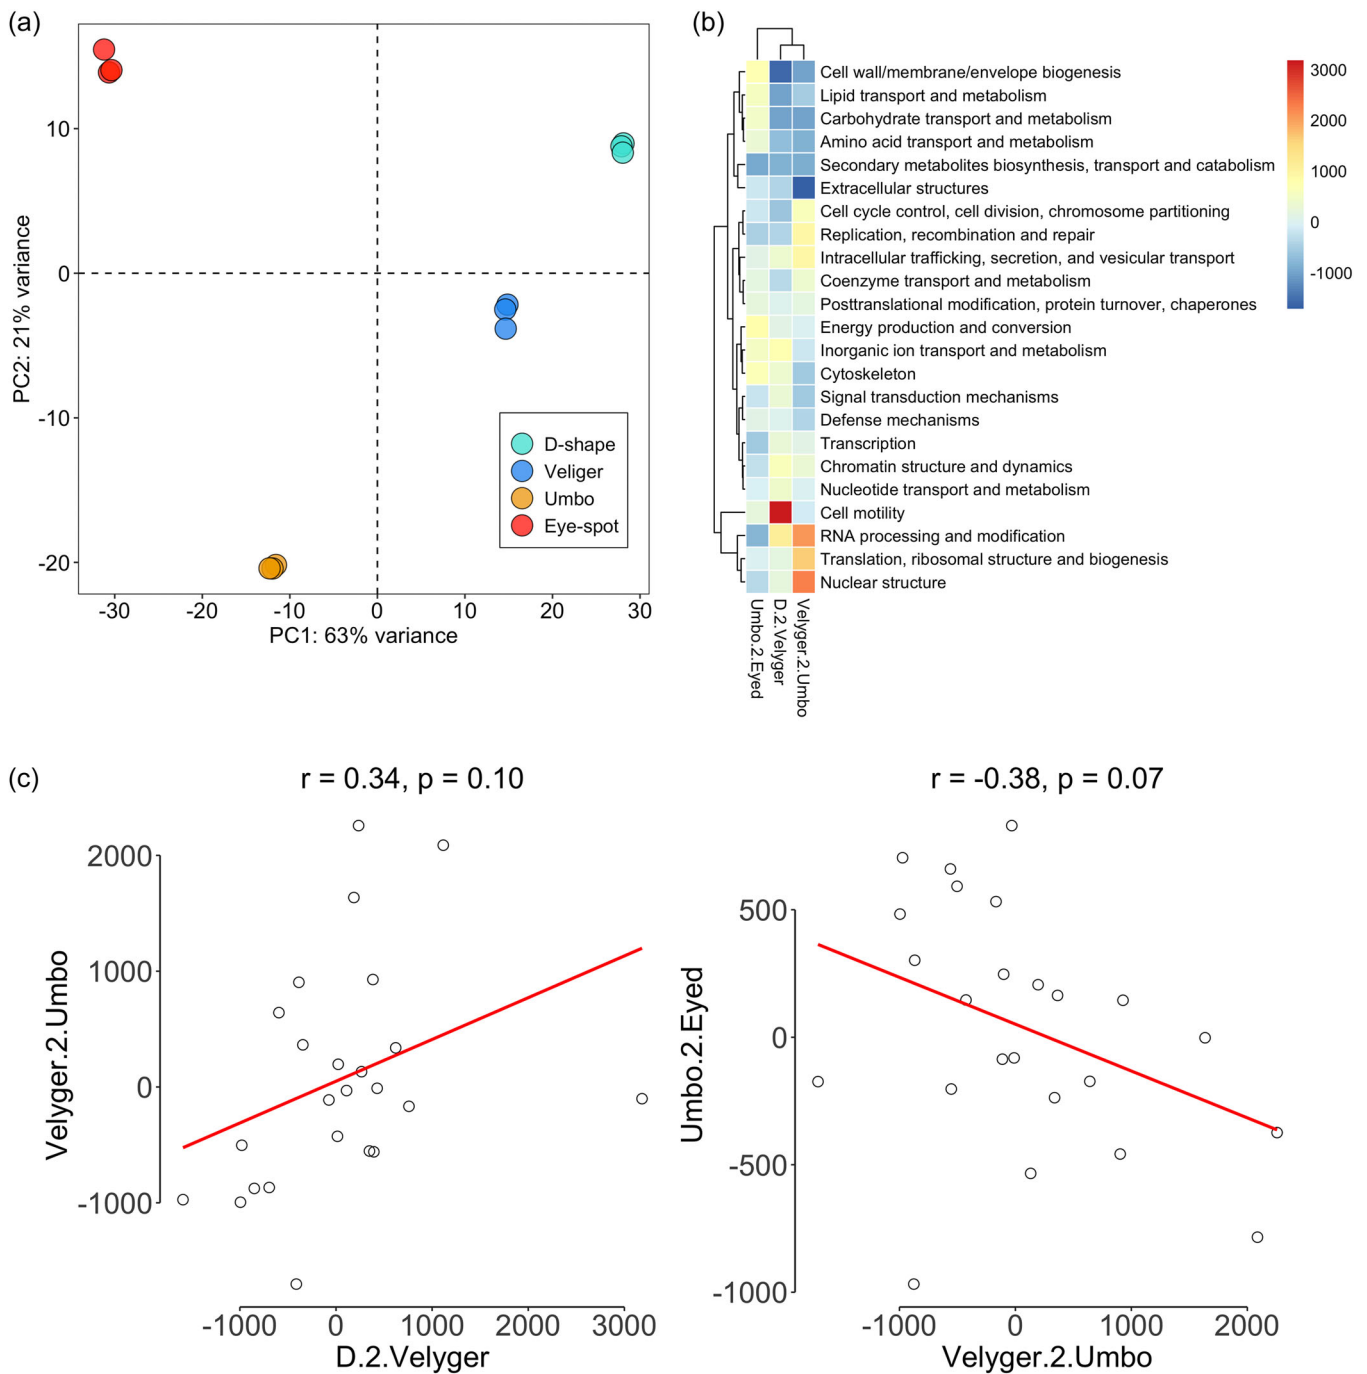 (a)
10
0
-10
-20
-30
-20
-10
0
10
20
30
PC1: 63% variance
PC2: 21% variance
D-shape
Veliger
Umbo
Eye-spot
(b)
Cell wall/membrane/envelope biogenesis
Lipid transport and metabolism
Carbohydrate transport and metabolism
Amino acid transport and metabolism
Secondary metabolites biosynthesis, transport and catabolism
Extracellular structures
Cell cycle control, cell division, chromosome partitioning
Replication, recombination and repair
Intracellular trafficking, secretion, and vesicular transport
Coenzyme transport and metabolism
Posttranslational modification, protein turnover, chaperones
Energy production and conversion
Inorganic ion transport and metabolism
Cytoskeleton
Signal transduction mechanisms
Defense mechanisms
Transcription
Chromatin structure and dynamics
Nucleotide transport and metabolism
Cell motility
RNA processing and modification
Translation, ribosomal structure and biogenesis
Nuclear structure
Umbo.2.Eyed
D.2.Velyger
Velyger.2.Umbo
3000
2000
1000
0
-1000
(c)
r = 0.34, p = 0.10
2000
1000
0
-1000
Velyger.2.Umbo
-1000
0
1000
2000
3000
D.2.Velyger
r = -0.38, p = 0.07
500
0
-500
-1000
Umbo.2.Eyed
-1000
0
1000
2000
Velyger.2.Umbo